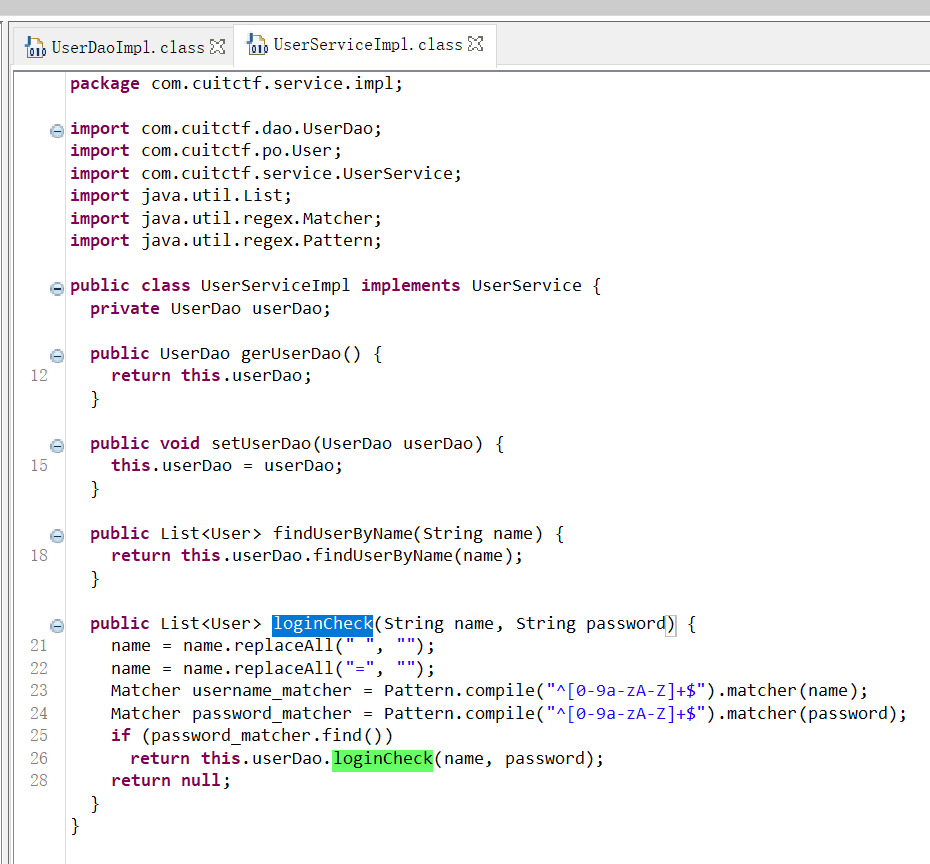 UserDaoImpl.class UserServiceImpl.class
package com.cuitctf.service.impl;
import com.cuitctf.dao.UserDao;
import com.cuitctf.po.User;
import com.cuitctf.service.UserService;
import java.util.List;
import java.util.regex.Matcher;
import java.util.regex.Pattern;
public class UserServiceImpl implements UserService {
private UserDao userDao;
public UserDao gerUserDao() {
12 return this.userDao;
}
public void setUserDao(UserDao userDao) {
15 this.userDao = userDao;
}
public List<User> findUserByName(String name) {
18 return this.userDao.findUserByName(name);
}
public List<User> loginCheck(String name, String password) {
21 name = name.replaceAll(" ", "");
22 name = name.replaceAll("=", "");
23 Matcher username_matcher = Pattern.compile("^[0-9a-zA-Z]+$").matcher(name);
24 Matcher password_matcher = Pattern.compile("^[0-9a-zA-Z]+$").matcher(password);
25 if (password_matcher.find())
26 return this.userDao.loginCheck(name, password);
28 return null;
}
}